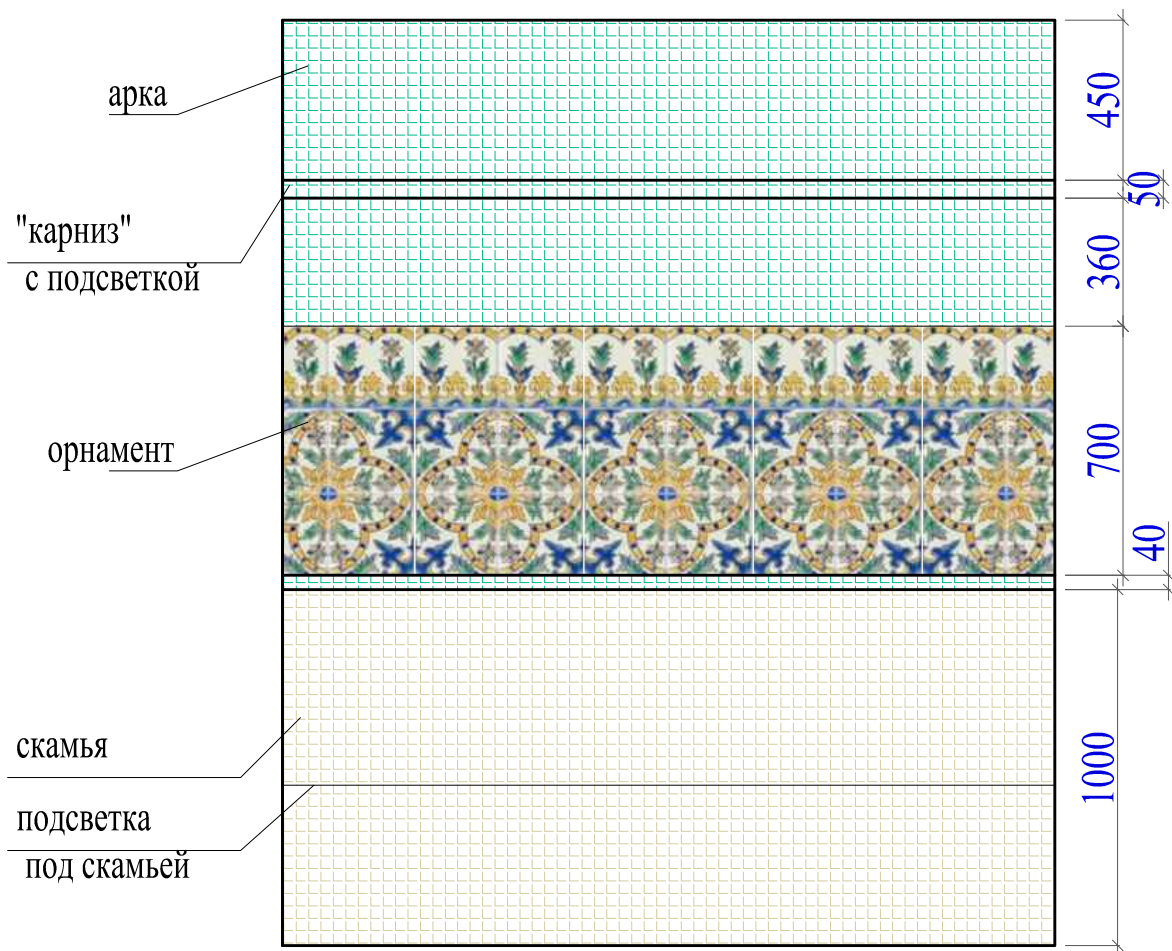 арка
450
50
"карниз"
с подсветкой
360
орнамент
700
40
скамья
1000
подсветка
под скамьей